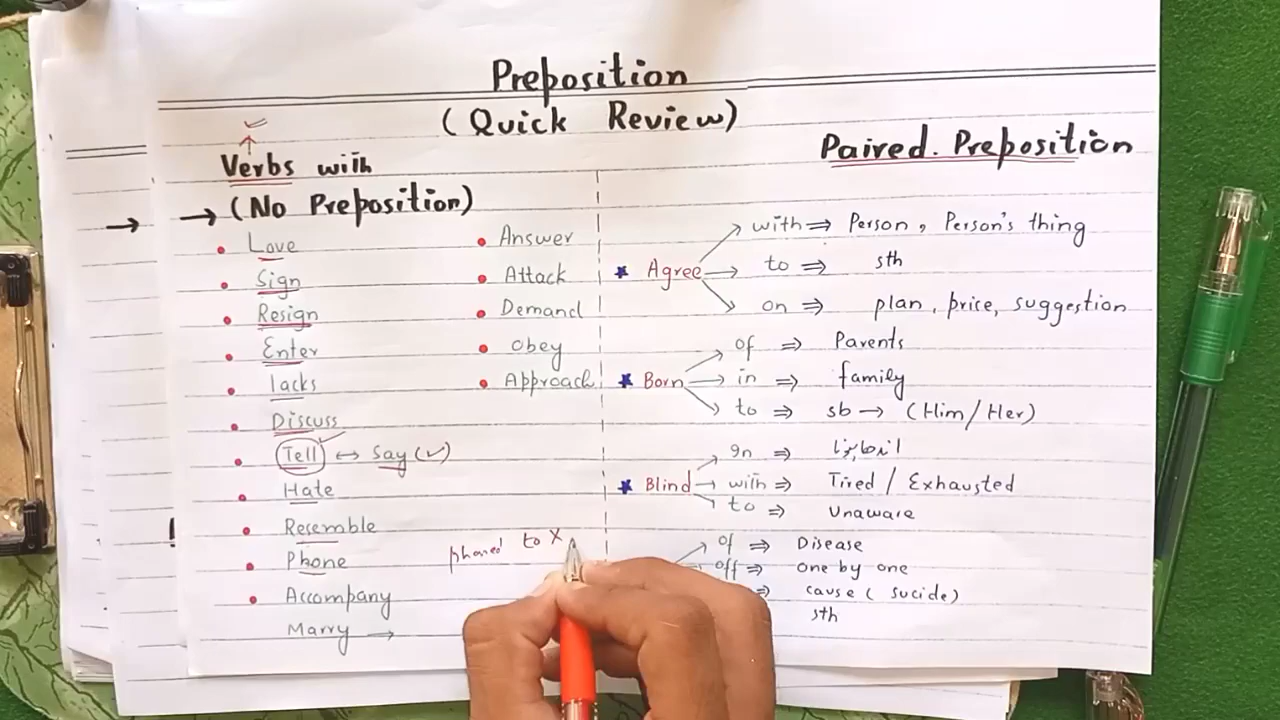 Preposition
(Quick Review)
Verbs with
→ → (No Preposition)
• Love
• Sign
• Resign
• Enter
• lacks
• Discuss
• Tell ↔ Say (✓)
• Hate
• Resemble
• Phone
phoned to X
• Accompany
Marry →
• Answer
• Attack
• Demand
• Obey
• Approach
Paired. Preposition
★ Agree
with ⇒ Person, Person's thing
to ⇒ sth
on ⇒ plan, price, suggestion
★ Born
of ⇒ Parents
in ⇒ family
to ⇒ sb → (Him/Her)
★ Blind
In ⇒
with ⇒ Tired / Exhausted
to ⇒ Unaware
of ⇒ Disease
off ⇒ one by one
⇒ cause ( sucide)
sth